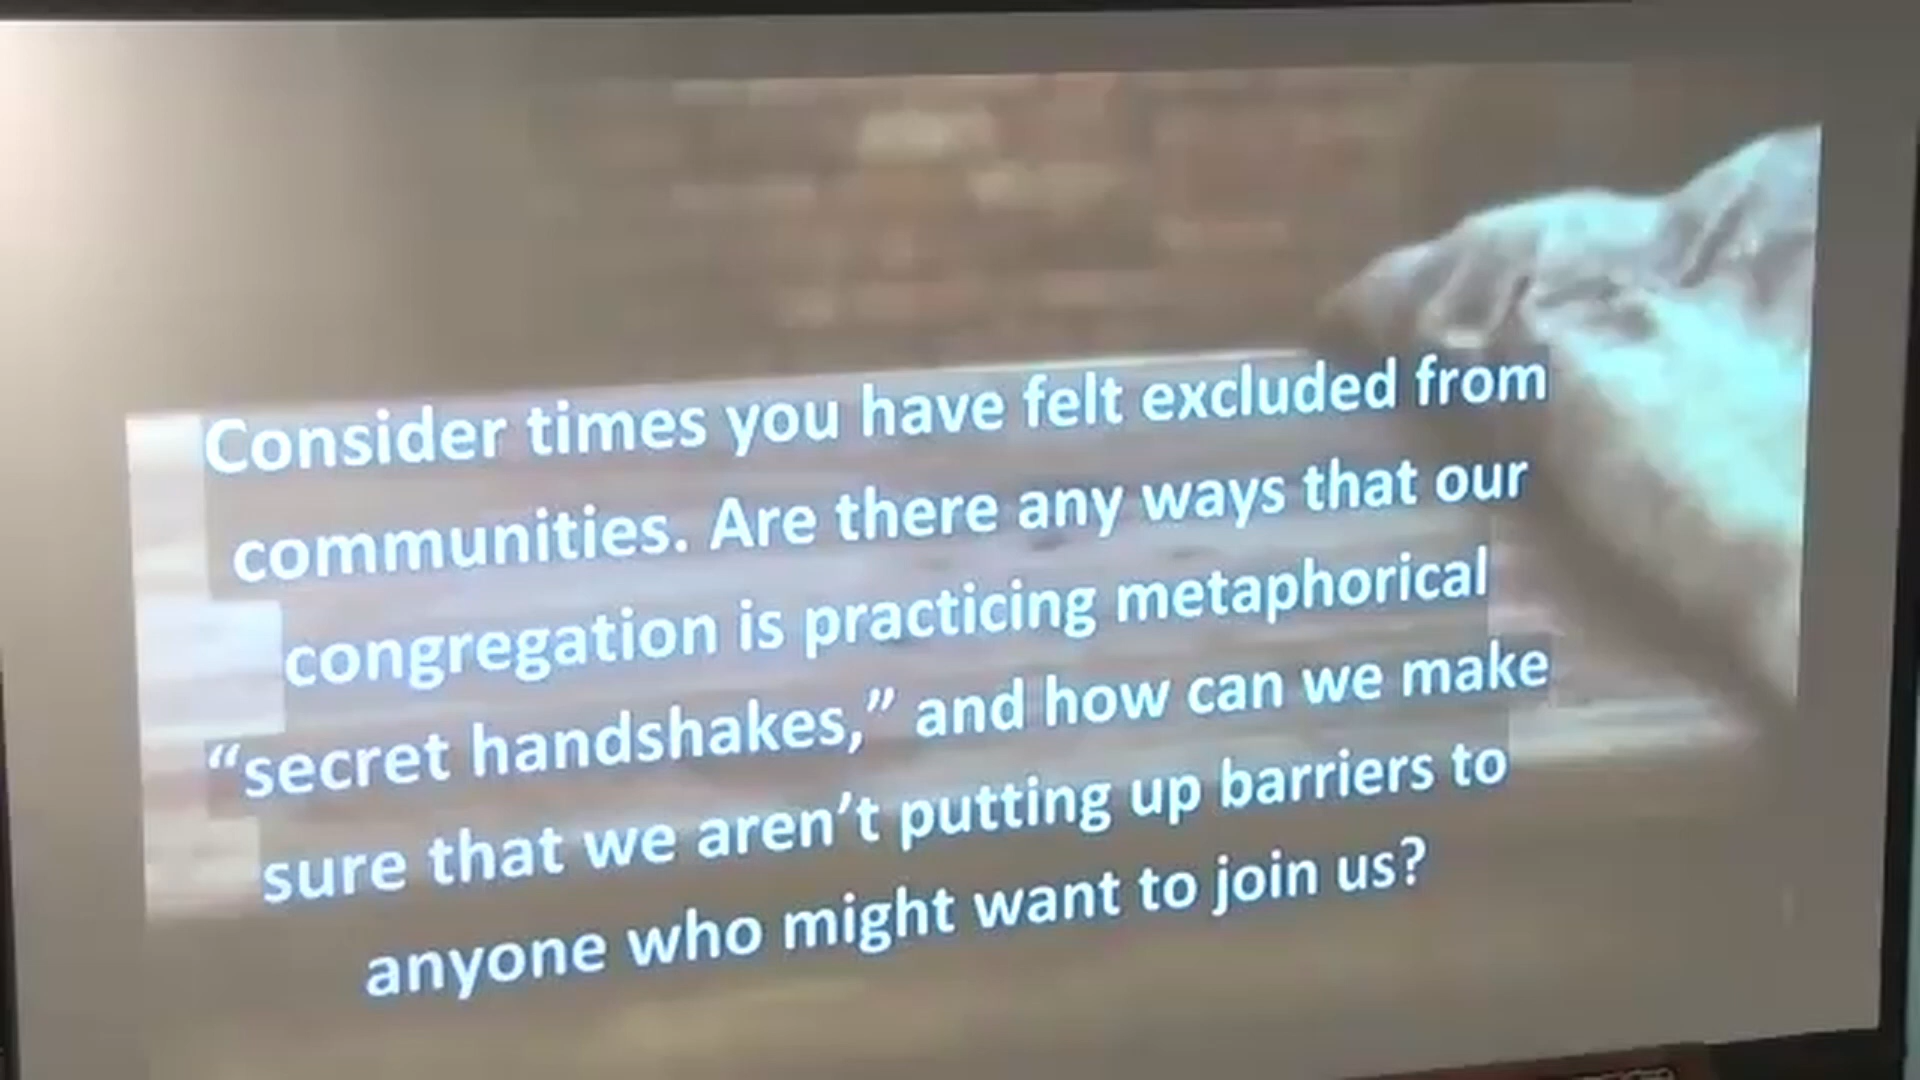 Consider times you have felt excluded from
communities. Are there any ways that our
congregation is practicing metaphorical
“secret handshakes,” and how can we make
sure that we aren’t putting up barriers to
anyone who might want to join us?